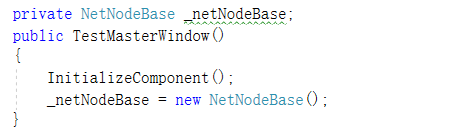 private NetNodeBase _netNodeBase;
public TestMasterWindow()
{
InitializeComponent();
_netNodeBase = new NetNodeBase();
}